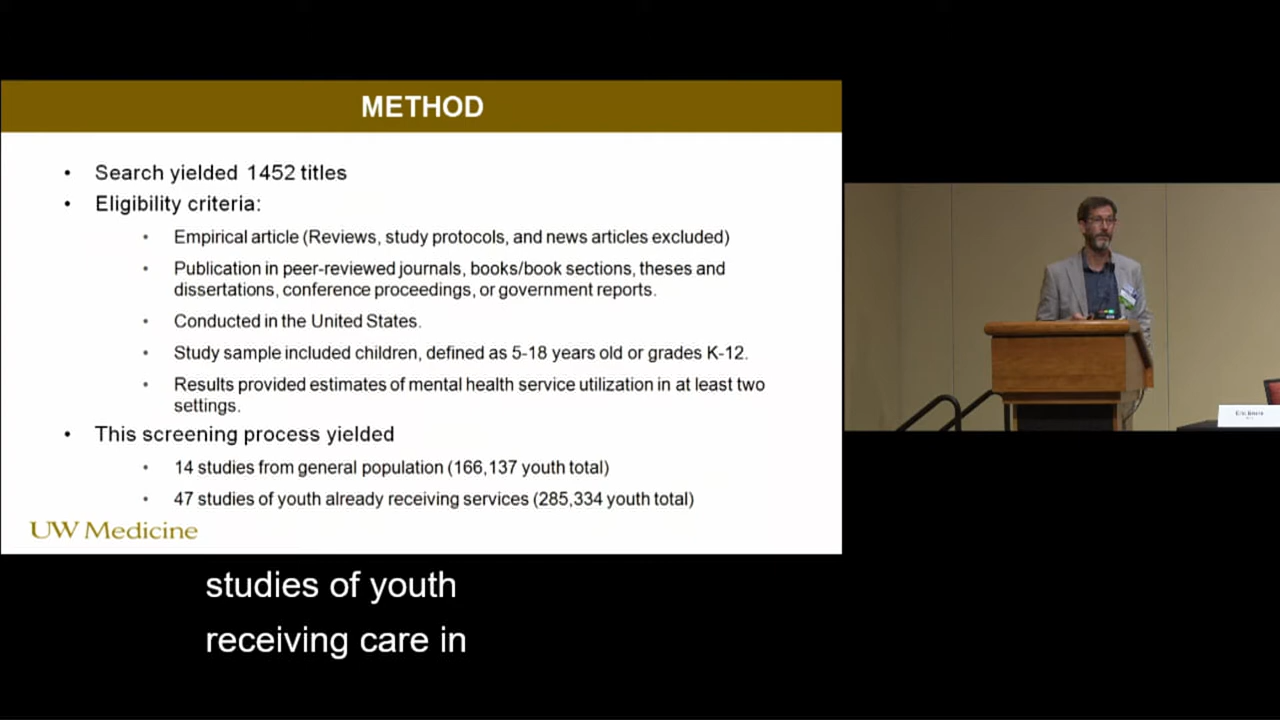 METHOD
• Search yielded 1452 titles
• Eligibility criteria:
• Empirical article (Reviews, study protocols, and news articles excluded)
• Publication in peer-reviewed journals, books/book sections, theses and
dissertations, conference proceedings, or government reports.
• Conducted in the United States.
• Study sample included children, defined as 5-18 years old or grades K-12.
• Results provided estimates of mental health service utilization in at least two
settings.
• This screening process yielded
• 14 studies from general population (166,137 youth total)
• 47 studies of youth already receiving services (285,334 youth total)
UW Medicine
studies of youth
receiving care in